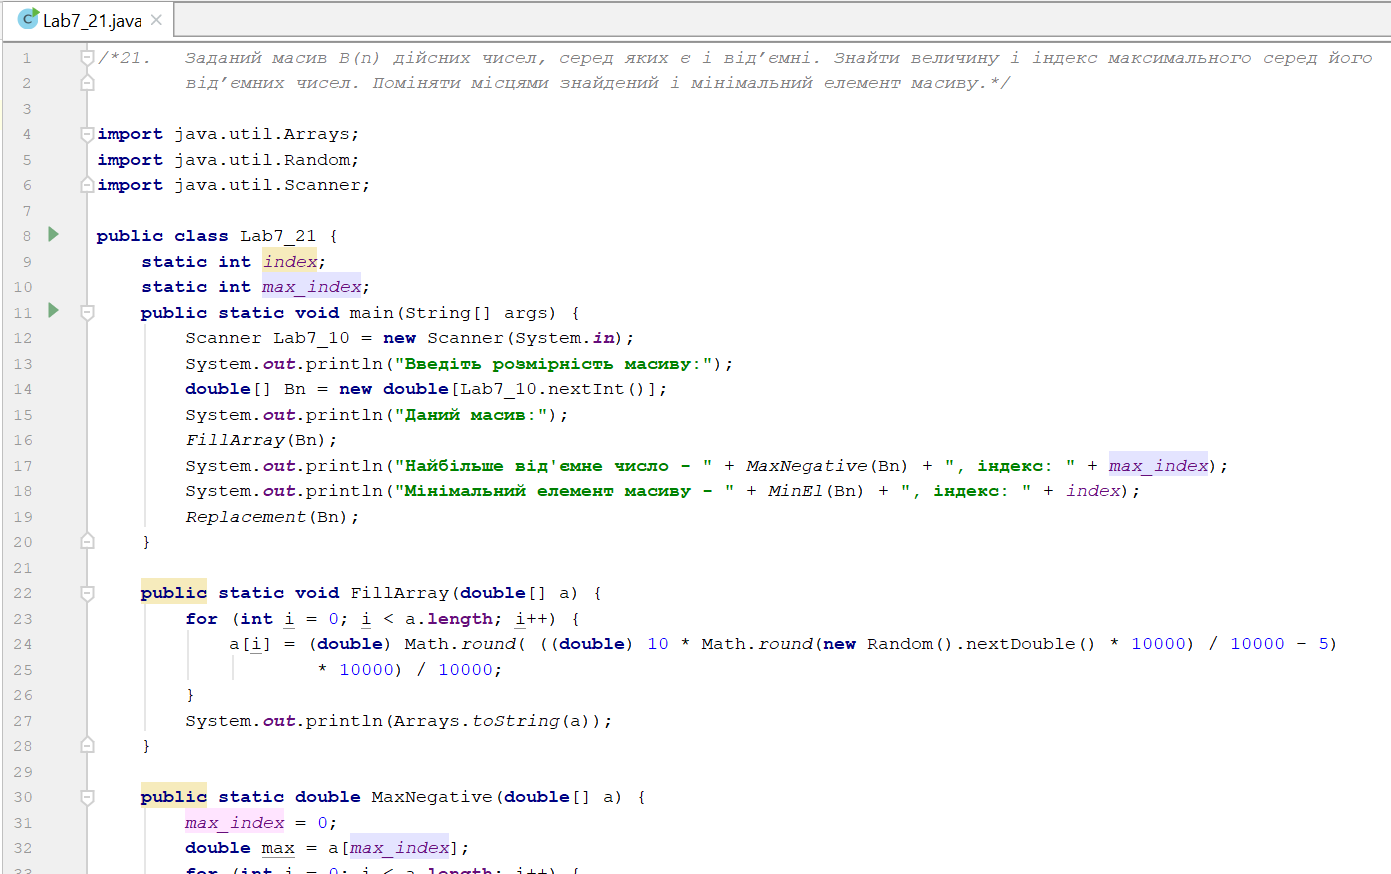 Lab7_21.java
1 /*21.   Заданий масив B(n) дійсних чисел, серед яких є і від’ємні. Знайти величину і індекс максимального серед його
2         від’ємних чисел. Поміняти місцями знайдений і мінімальний елемент масиву.*/
3
4 import java.util.Arrays;
5 import java.util.Random;
6 import java.util.Scanner;
7
8 public class Lab7_21 {
9     static int index;
10     static int max_index;
11     public static void main(String[] args) {
12         Scanner Lab7_10 = new Scanner(System.in);
13         System.out.println("Введіть розмірність масиву:");
14         double[] Bn = new double[Lab7_10.nextInt()];
15         System.out.println("Даний масив:");
16         FillArray(Bn);
17         System.out.println("Найбільше від'ємне число - " + MaxNegative(Bn) + ", індекс: " + max_index);
18         System.out.println("Мінімальний елемент масиву - " + MinEl(Bn) + ", індекс: " + index);
19         Replacement(Bn);
20     }
21
22     public static void FillArray(double[] a) {
23         for (int i = 0; i < a.length; i++) {
24             a[i] = (double) Math.round( ((double) 10 * Math.round(new Random().nextDouble() * 10000) / 10000 - 5)
25                     * 10000) / 10000;
26         }
27         System.out.println(Arrays.toString(a));
28     }
29
30     public static double MaxNegative(double[] a) {
31         max_index = 0;
32         double max = a[max_index];
33         for (int i = 0; i < a.length; i++) {